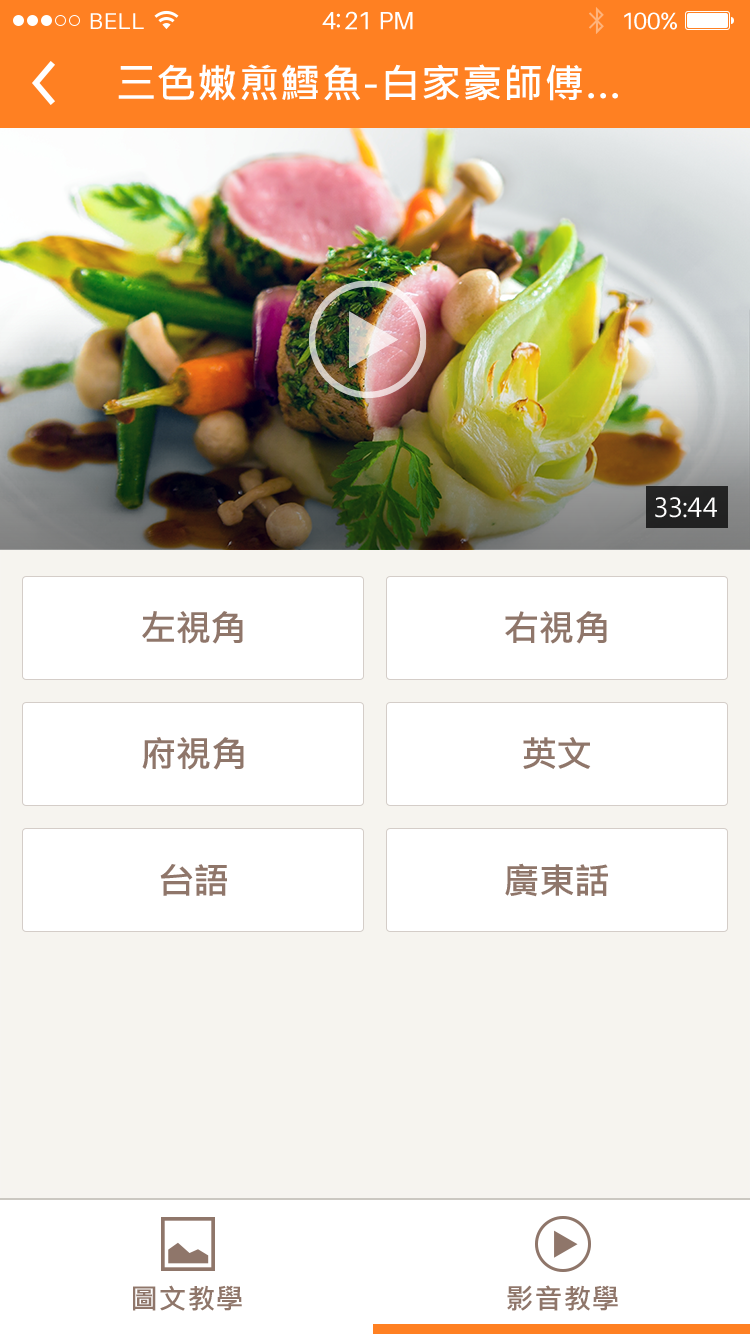 BELL 4:21 PM 100%
三色嫩煎鱈魚-白家豪師傅...
33:44
左視角 右視角
府視角 英文
台語 廣東話
圖文教學 影音教學